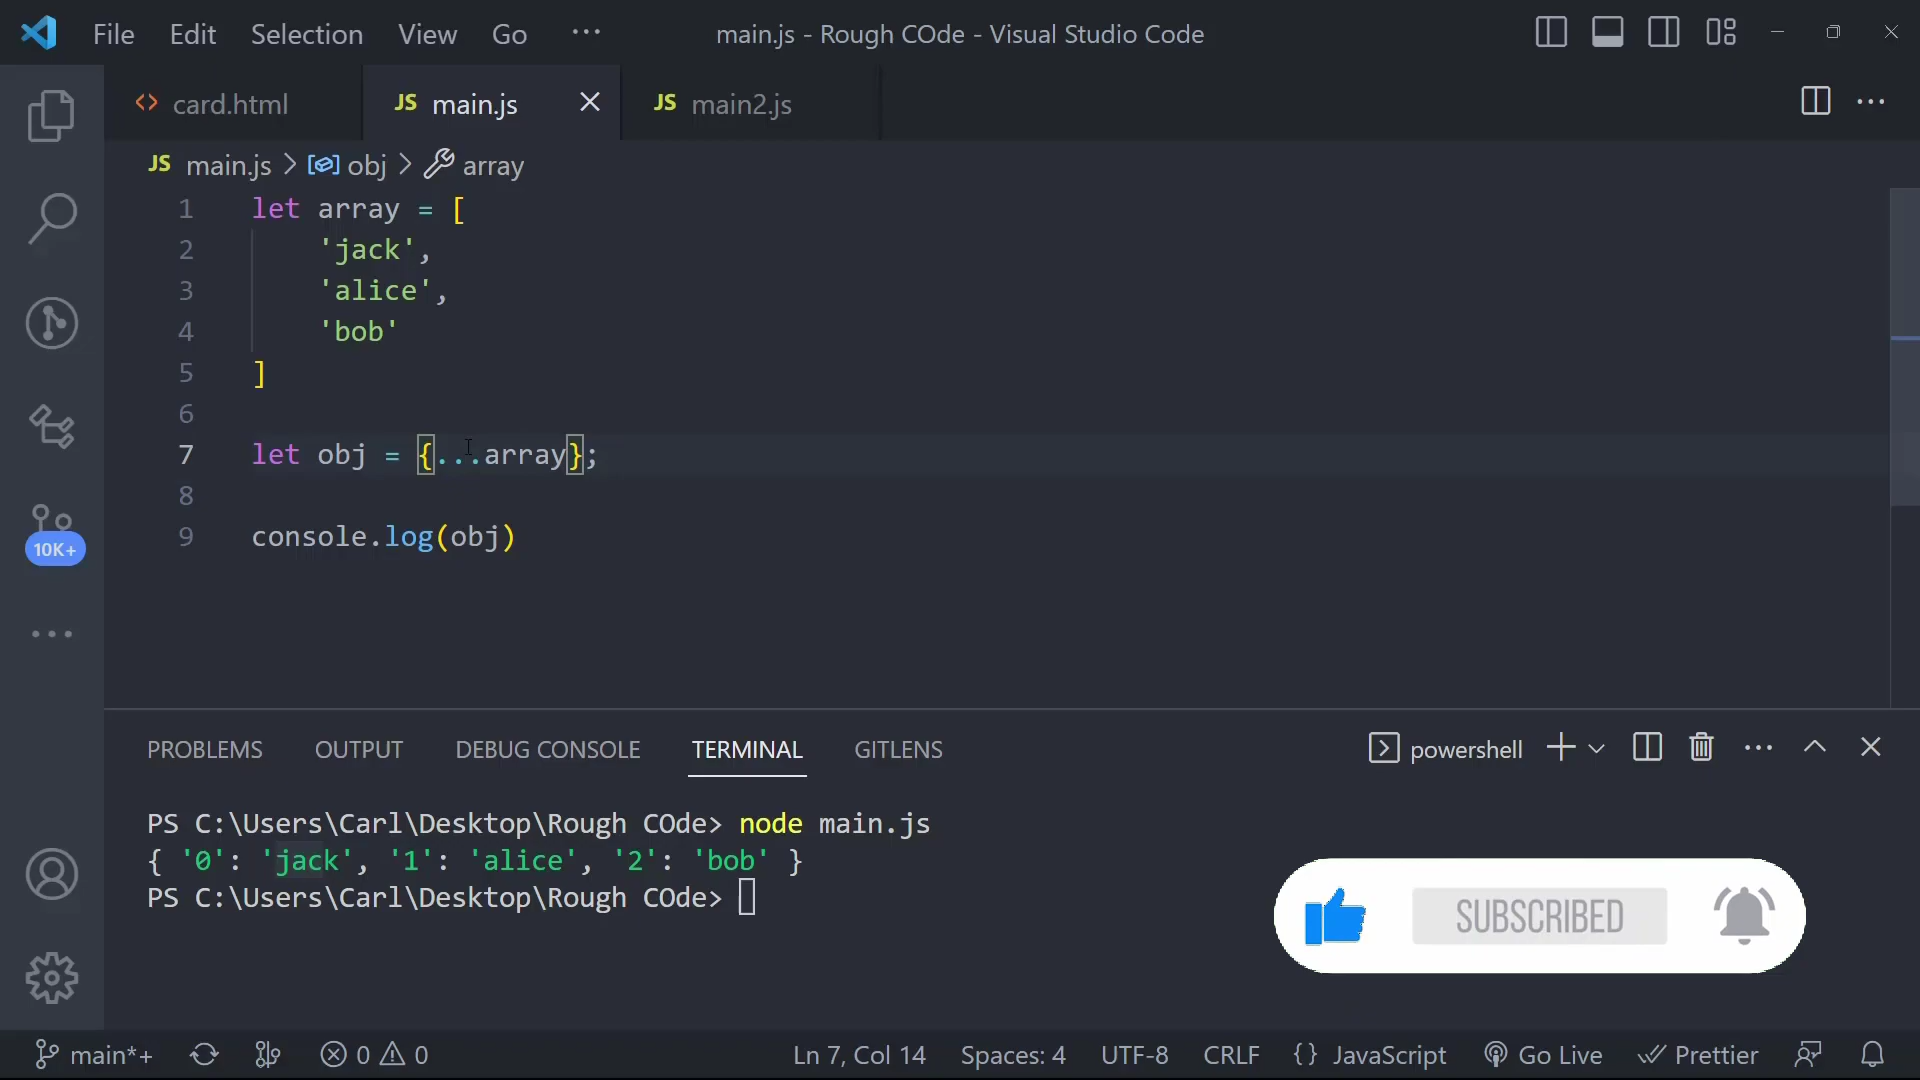 File Edit Selection View Go ··· main.js - Rough COde - Visual Studio Code
<> card.html JS main.js JS main2.js
JS main.js > obj > array
1 let array = [
2 'jack',
3 'alice',
4 'bob'
5 ]
6
7 let obj = {...array};
8
9 console.log(obj)
10K+
PROBLEMS OUTPUT DEBUG CONSOLE TERMINAL GITLENS powershell
PS C:\Users\Carl\Desktop\Rough COde> node main.js
{ '0': 'jack', '1': 'alice', '2': 'bob' }
PS C:\Users\Carl\Desktop\Rough COde>
SUBSCRIBED
main*+ 0 0 Ln 7, Col 14 Spaces: 4 UTF-8 CRLF {} JavaScript Go Live Prettier